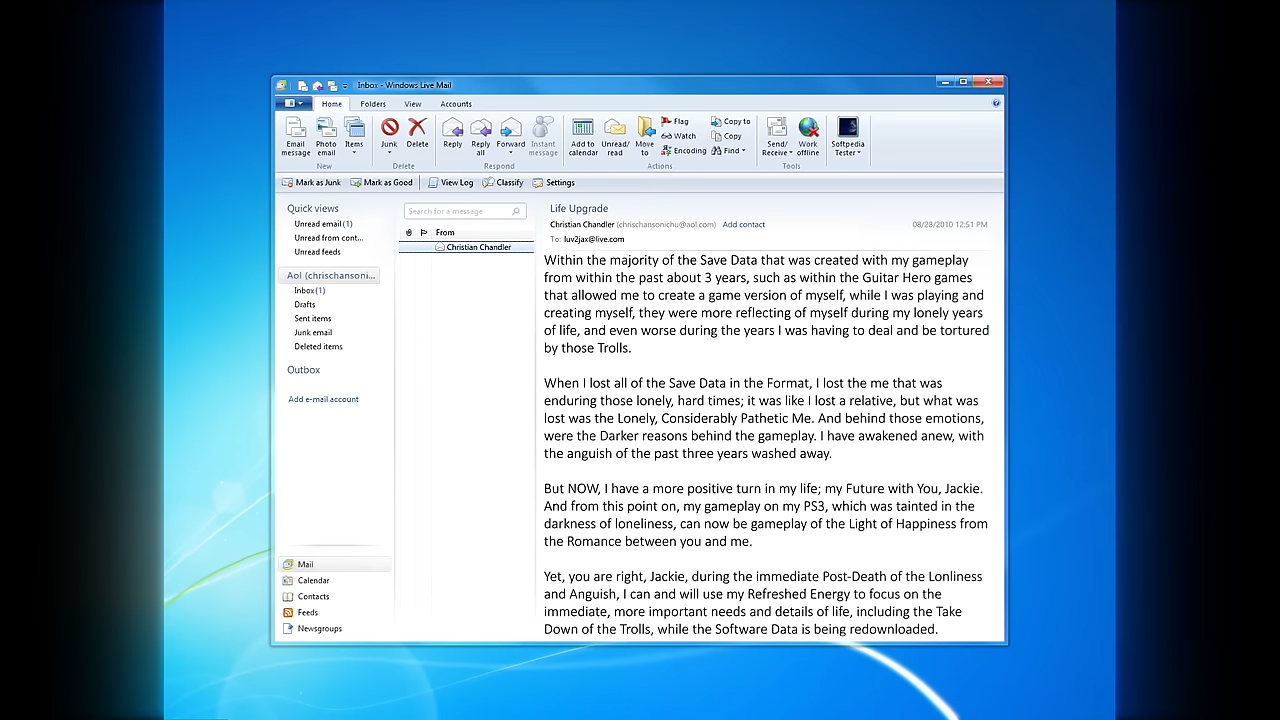 Inbox - Windows Live Mail
Home Folders View Accounts
Email message Photo email Items Junk Delete Reply Reply all Forward Instant message Add to calendar Unread/ read Move to Flag Watch Encoding Copy to Copy Find Send/ Receive Work offline Softpedia Tester
New Delete Respond Actions Tools
Mark as Junk Mark as Good View Log Classify Settings
Quick views
Unread email (1)
Unread from cont...
Unread feeds
Aol (chrischansoni...
Inbox (1)
Drafts
Sent items
Junk email
Deleted items
Outbox
Add e-mail account
Mail
Calendar
Contacts
Feeds
Newsgroups
Search for a message
From
Christian Chandler
Life Upgrade
Christian Chandler (chrischansonichu@aol.com) Add contact 08/28/2010 12:51 PM
To: luv2jax@live.com
Within the majority of the Save Data that was created with my gameplay
from within the past about 3 years, such as within the Guitar Hero games
that allowed me to create a game version of myself, while I was playing and
creating myself, they were more reflecting of myself during my lonely years
of life, and even worse during the years I was having to deal and be tortured
by those Trolls.
When I lost all of the Save Data in the Format, I lost the me that was
enduring those lonely, hard times; it was like I lost a relative, but what was
lost was the Lonely, Considerably Pathetic Me. And behind those emotions,
were the Darker reasons behind the gameplay. I have awakened anew, with
the anguish of the past three years washed away.
But NOW, I have a more positive turn in my life; my Future with You, Jackie.
And from this point on, my gameplay on my PS3, which was tainted in the
darkness of loneliness, can now be gameplay of the Light of Happiness from
the Romance between you and me.
Yet, you are right, Jackie, during the immediate Post-Death of the Lonliness
and Anguish, I can and will use my Refreshed Energy to focus on the
immediate, more important needs and details of life, including the Take
Down of the Trolls, while the Software Data is being redownloaded.